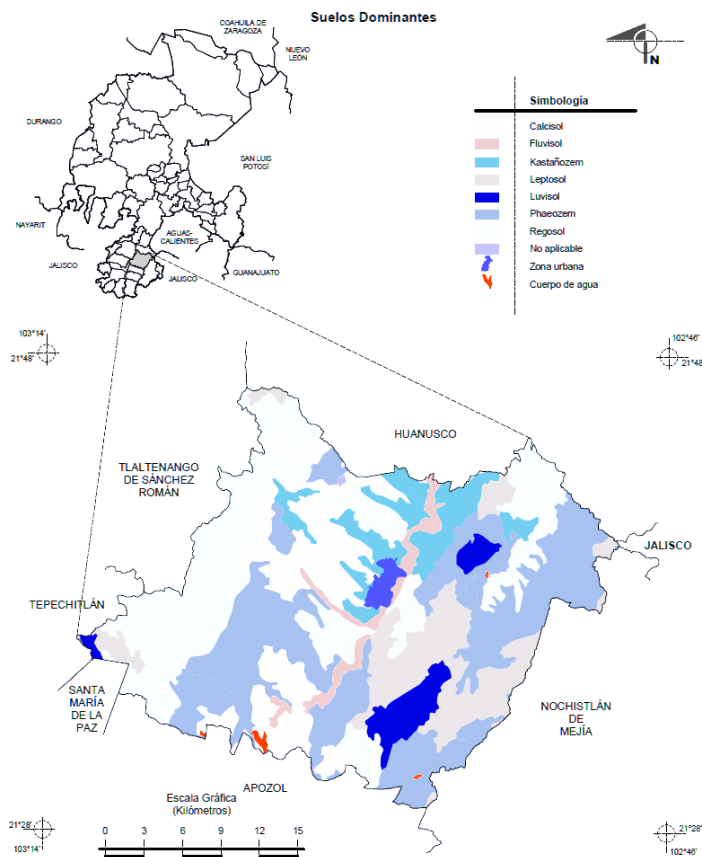 Suelos Dominantes
COAHUILA DE
ZARAGOZA
NUEVO
LEÓN
DURANGO
SAN LUIS
POTOSÍ
NAYARIT
AGUAS-
CALIENTES
JALISCO
JALISCO
GUANAJUATO
N
Simbología
Calcisol
Fluvisol
Kastañozem
Leptosol
Luvisol
Phaeozem
Regosol
No aplicable
Zona urbana
Cuerpo de agua
103°14'
21°48'
102°46'
21°48'
HUANUSCO
TLALTENANGO
DE SÁNCHEZ
ROMÁN
JALISCO
TEPECHITLÁN
SANTA
MARÍA
DE LA
PAZ
NOCHISTLÁN
DE
MEJÍA
APOZOL
Escala Gráfica
(Kilómetros)
0 3 6 9 12 15
21°28'
103°14'
21°28'
102°46'